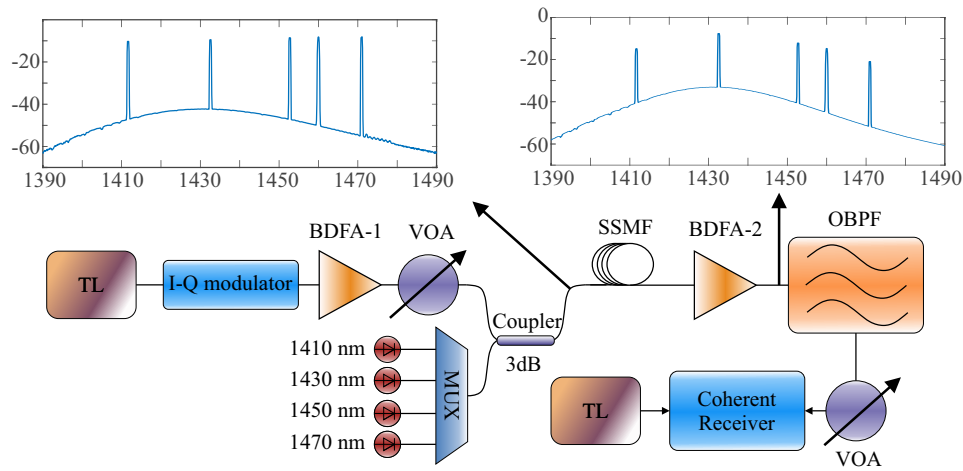 -20
-40
-60
1390 1410 1430 1450 1470 1490
0
-20
-40
-60
1390 1410 1430 1450 1470 1490
TL
I-Q modulator
BDFA-1
VOA
Coupler
3dB
SSMF
BDFA-2
OBPF
1410 nm
1430 nm
1450 nm
1470 nm
MUX
TL
Coherent
Receiver
VOA